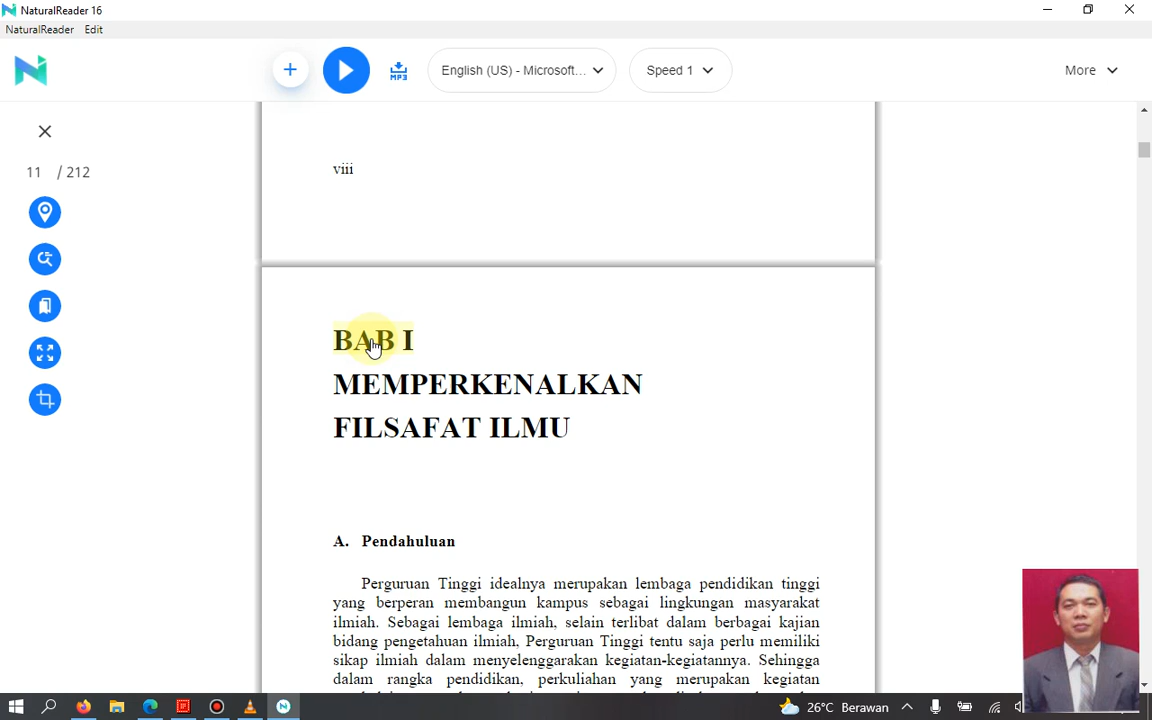 NaturalReader 16
NaturalReader Edit
MP3
English (US) - Microsoft...
Speed 1
More
11 / 212
viii
BAB I
MEMPERKENALKAN
FILSAFAT ILMU
A. Pendahuluan
Perguruan Tinggi idealnya merupakan lembaga pendidikan tinggi
yang berperan membangun kampus sebagai lingkungan masyarakat
ilmiah. Sebagai lembaga ilmiah, selain terlibat dalam berbagai kajian
bidang pengetahuan ilmiah, Perguruan Tinggi tentu saja perlu memiliki
sikap ilmiah dalam menyelenggarakan kegiatan-kegiatannya. Sehingga
dalam rangka pendidikan, perkuliahan yang merupakan kegiatan
26°C Berawan